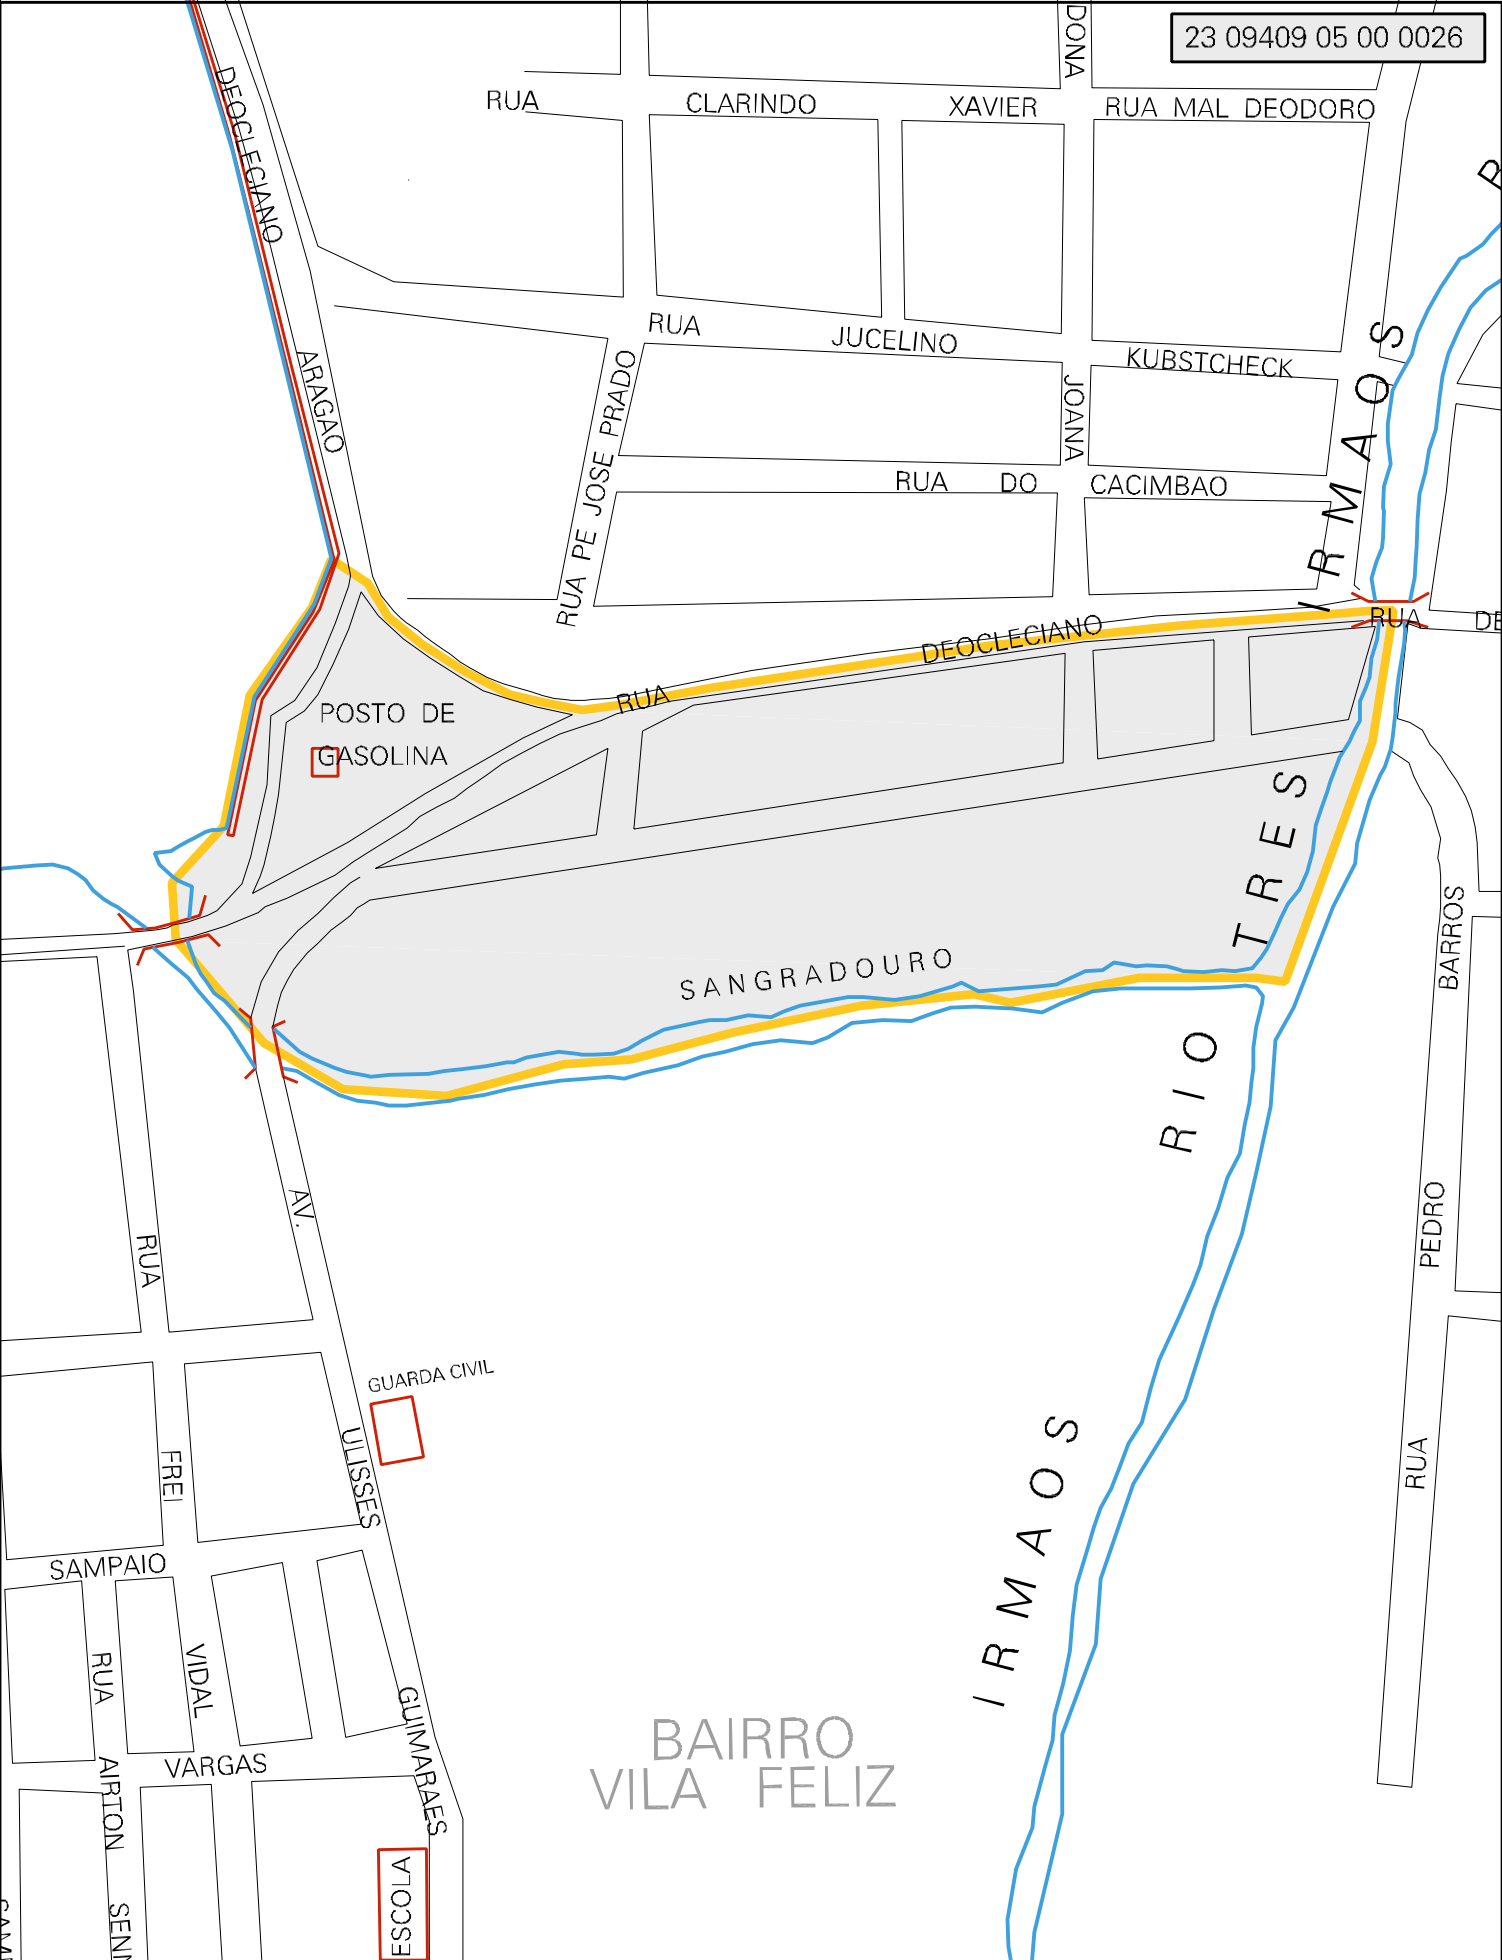 23 09409 05 00 0026
DONA
RUA CLARINDO XAVIER
RUA MAL DEODORO
DEOCLECIANO
ARAGAO
RUA JUCELINO KUBSTCHECK
JOANA
RUA PE JOSE PRADO
RUA DO CACIMBAO
RUA DEOCLECIANO
RUA
POSTO DE
GASOLINA
SANGRADOURO
RIO TRES IRMAOS
RIO
IRMAOS
RUA PEDRO BARROS
AV. ULISSES GUIMARAES
RUA FREI VIDAL
GUARDA CIVIL
SAMPAIO
RUA AIRTON
VARGAS
BAIRRO
VILA FELIZ
ESCOLA